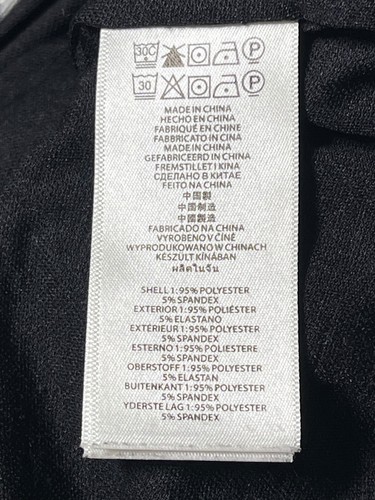 30C P
30 P
MADE IN CHINA
HECHO EN CHINA
FABRIQUÉ EN CHINE
FABBRICATO IN CINA
MADE IN CHINA
GEFABRICEERD IN CHINA
FREMSTILLET I KINA
СДЕЛАНО В КИТАЕ
FEITO NA CHINA
中国製
中国制造
中國製造
FABRICADO NA CHINA
VYROBENO V ČÍNĚ
WYPRODUKOWANO W CHINACH
KÉSZÜLT KÍNÁBAN
ผลิตในจีน
SHELL 1:95% POLYESTER
5% SPANDEX
EXTERIOR 1:95% POLIÉSTER
5% ELASTANO
EXTÉRIEUR 1:95% POLYESTER
5% SPANDEX
ESTERNO 1:95% POLIESTERE
5% SPANDEX
OBERSTOFF 1:95% POLYESTER
5% ELASTAN
BUITENKANT 1:95% POLYESTER
5% SPANDEX
YDERSTE LAG 1:95% POLYESTER
5% SPANDEX